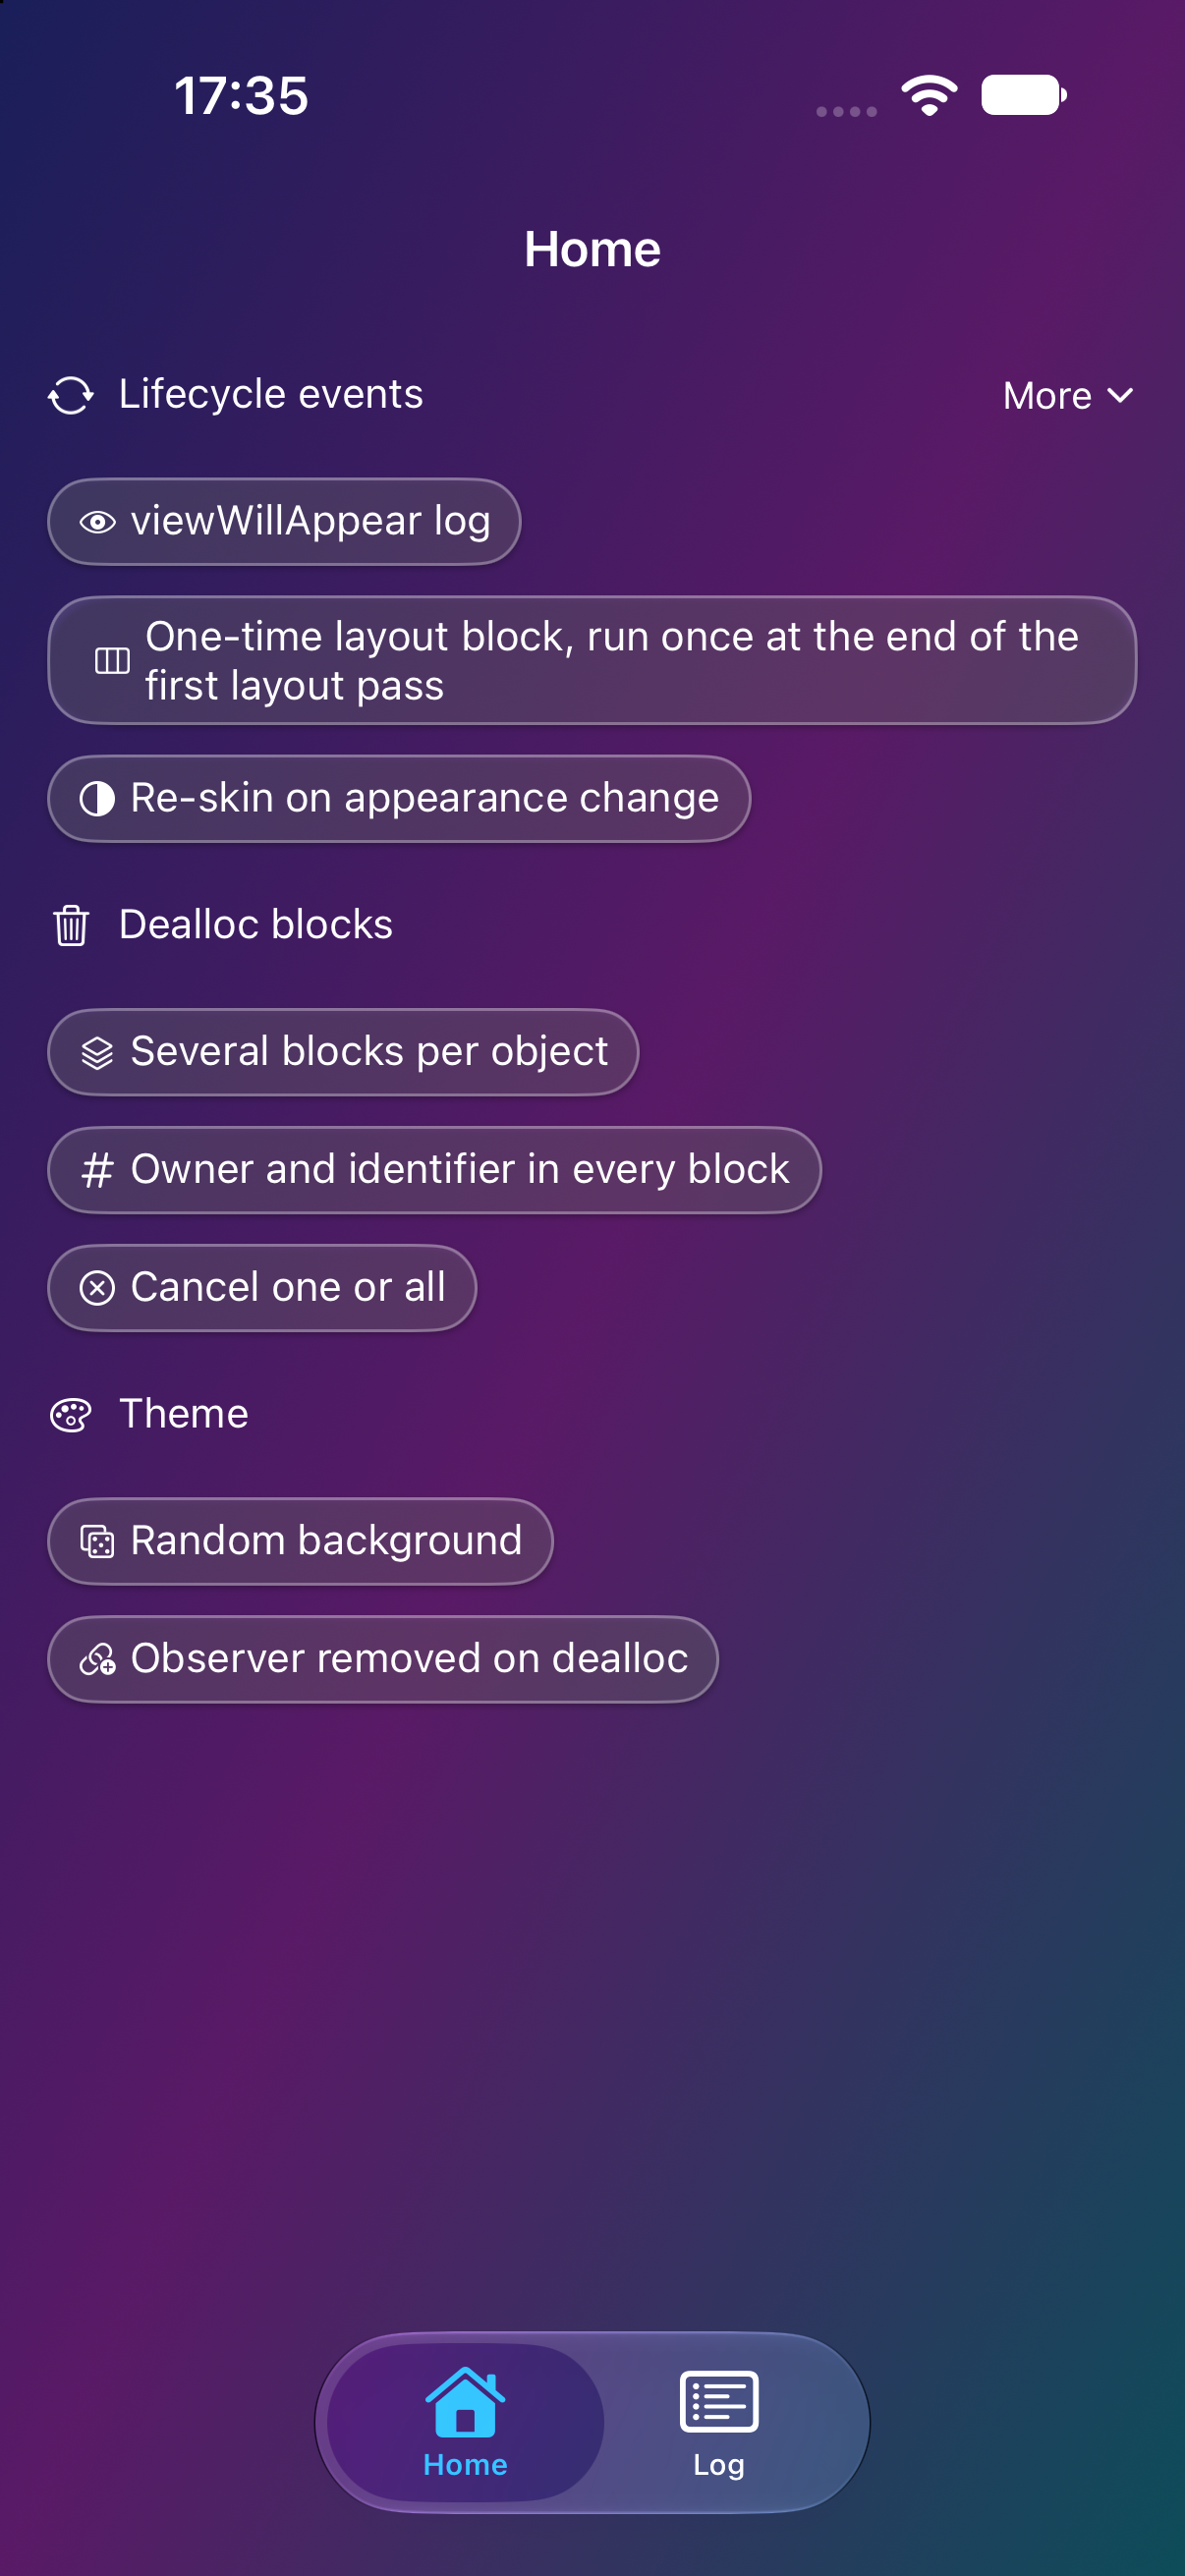 17:35
Home
Lifecycle events
More
viewWillAppear log
One-time layout block, run once at the end of the
first layout pass
Re-skin on appearance change
Dealloc blocks
Several blocks per object
Owner and identifier in every block
Cancel one or all
Theme
Random background
Observer removed on dealloc
Home
Log